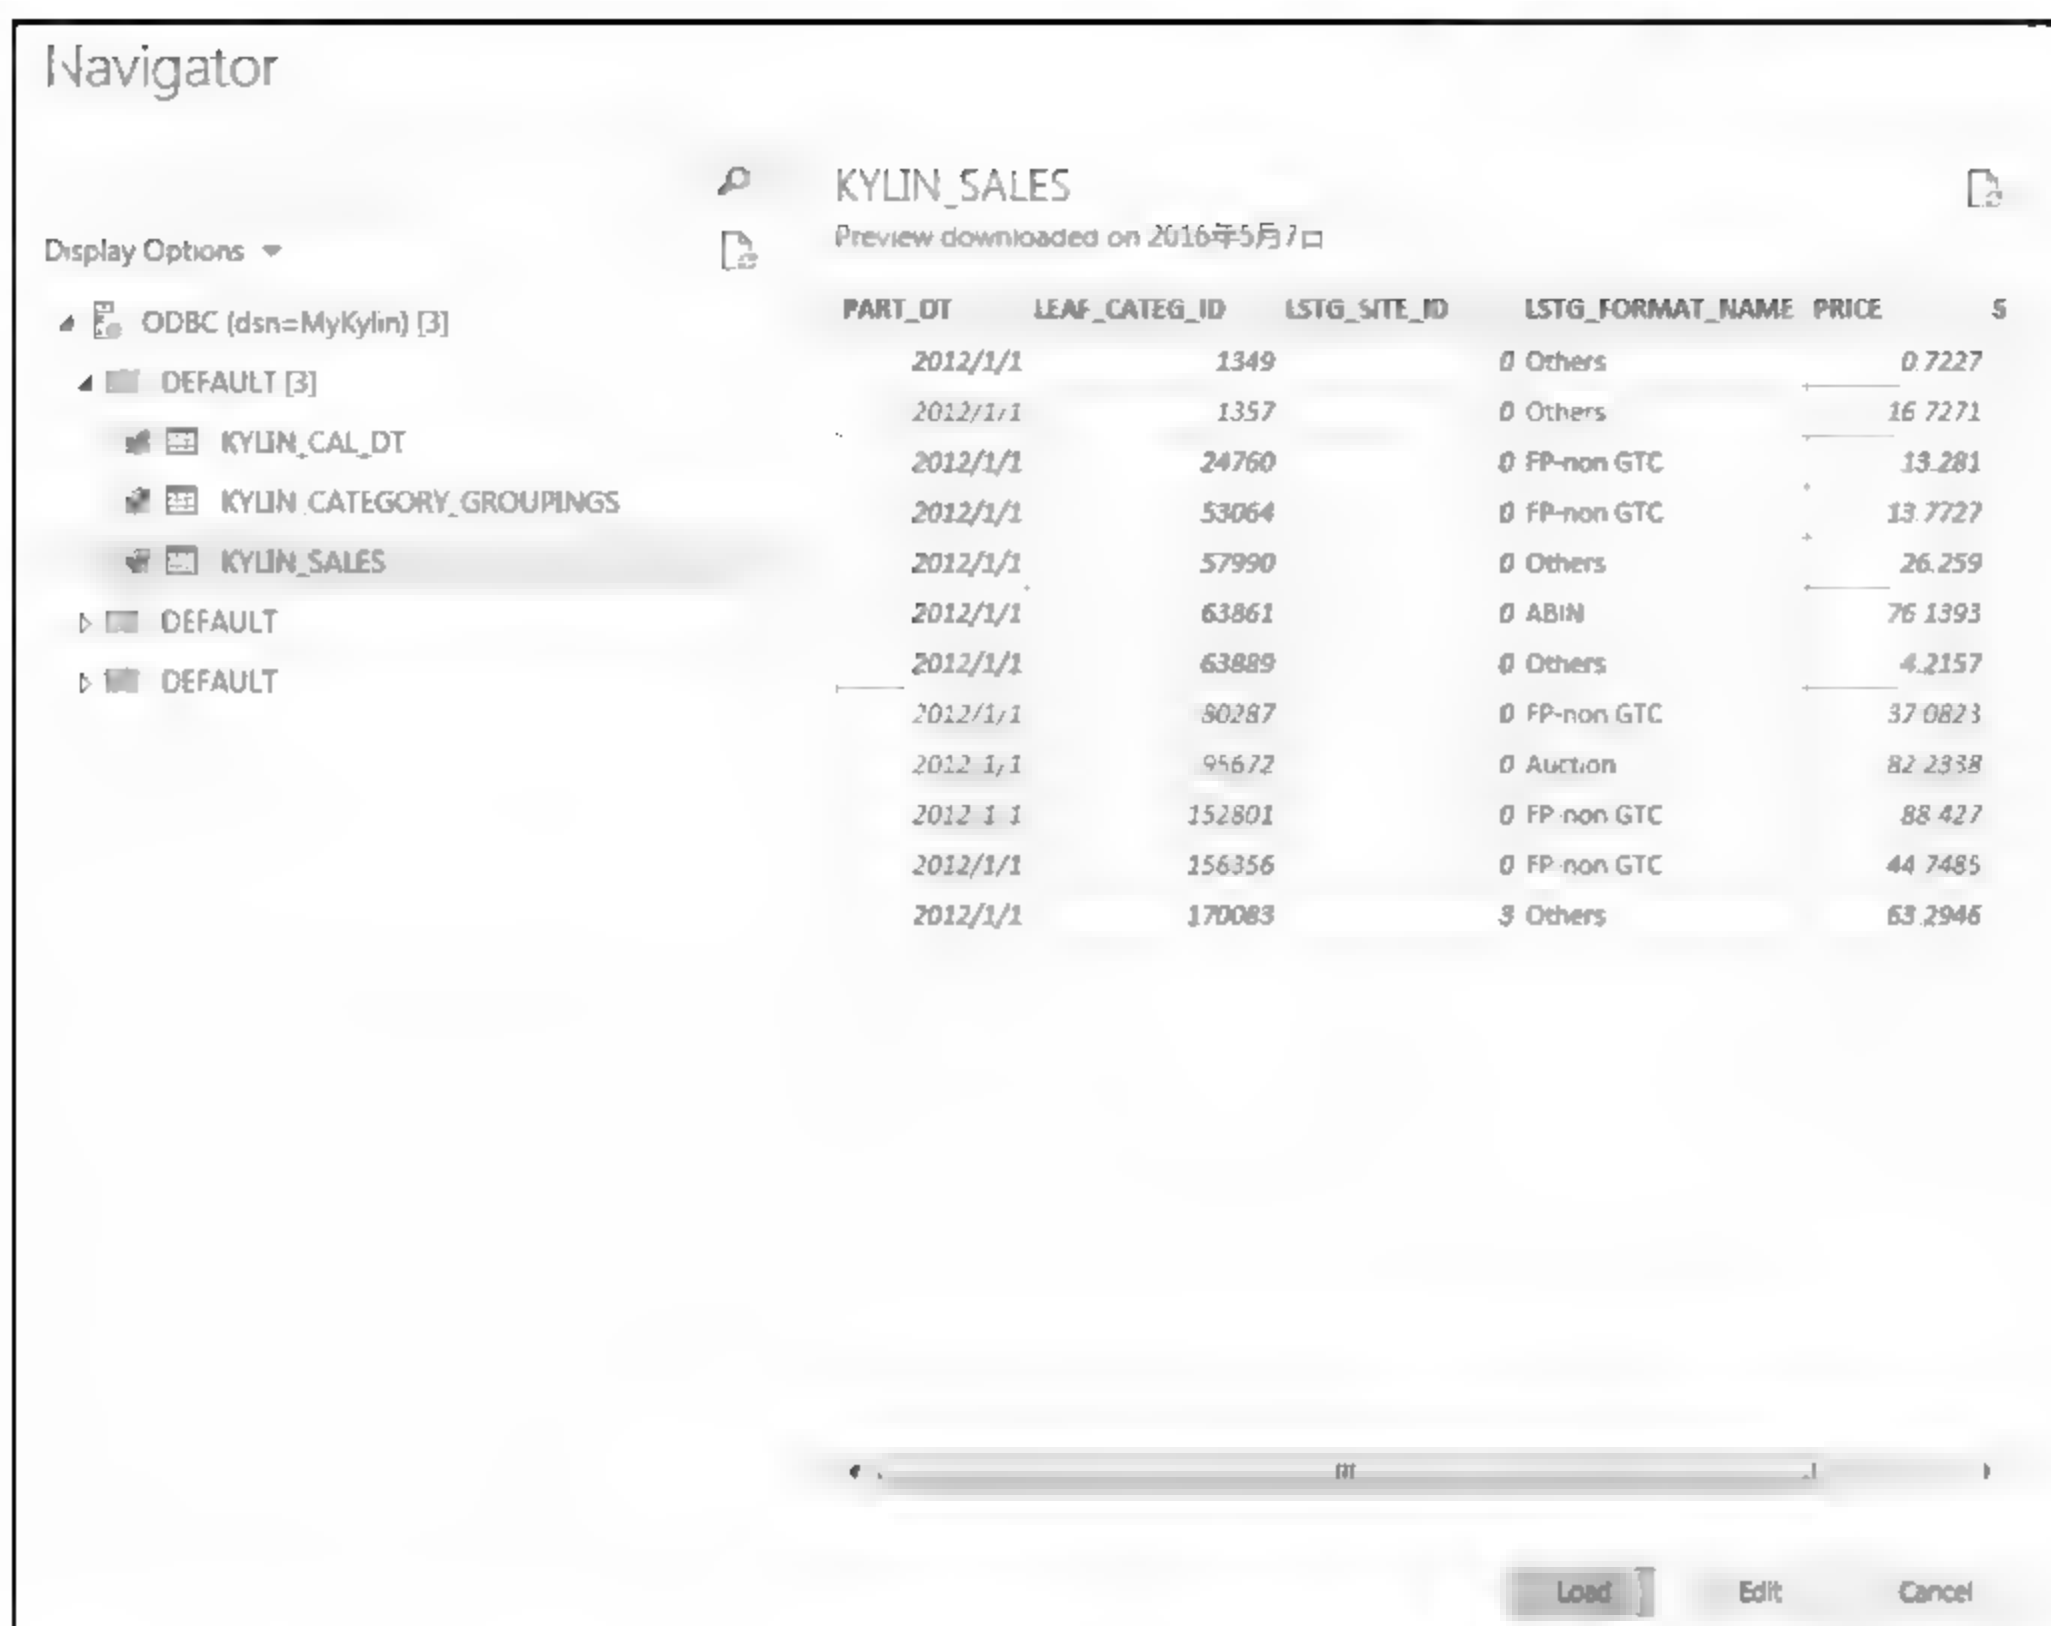 Navigator
Display Options
ODBC (dsn=MyKylin) [3]
DEFAULT [3]
KYLIN_CAL_DT
KYLIN_CATEGORY_GROUPINGS
KYLIN_SALES
DEFAULT
DEFAULT
KYLIN_SALES
Preview downloaded on 2016年5月7日
PART_DT LEAF_CATEG_ID LSTG_SITE_ID LSTG_FORMAT_NAME PRICE S
2012/1/1 1349 0 Others 0.7227
2012/1/1 1357 0 Others 16.7271
2012/1/1 24760 0 FP-non GTC 13.281
2012/1/1 53064 0 FP-non GTC 13.7727
2012/1/1 57990 0 Others 26.259
2012/1/1 63861 0 ABIN 76.1393
2012/1/1 63889 0 Others 4.2157
2012/1/1 80287 0 FP-non GTC 37.0823
2012/1/1 95672 0 Auction 82.2338
2012/1/1 152801 0 FP-non GTC 88.427
2012/1/1 156356 0 FP-non GTC 44.7485
2012/1/1 170083 3 Others 63.2946
Load Edit Cancel